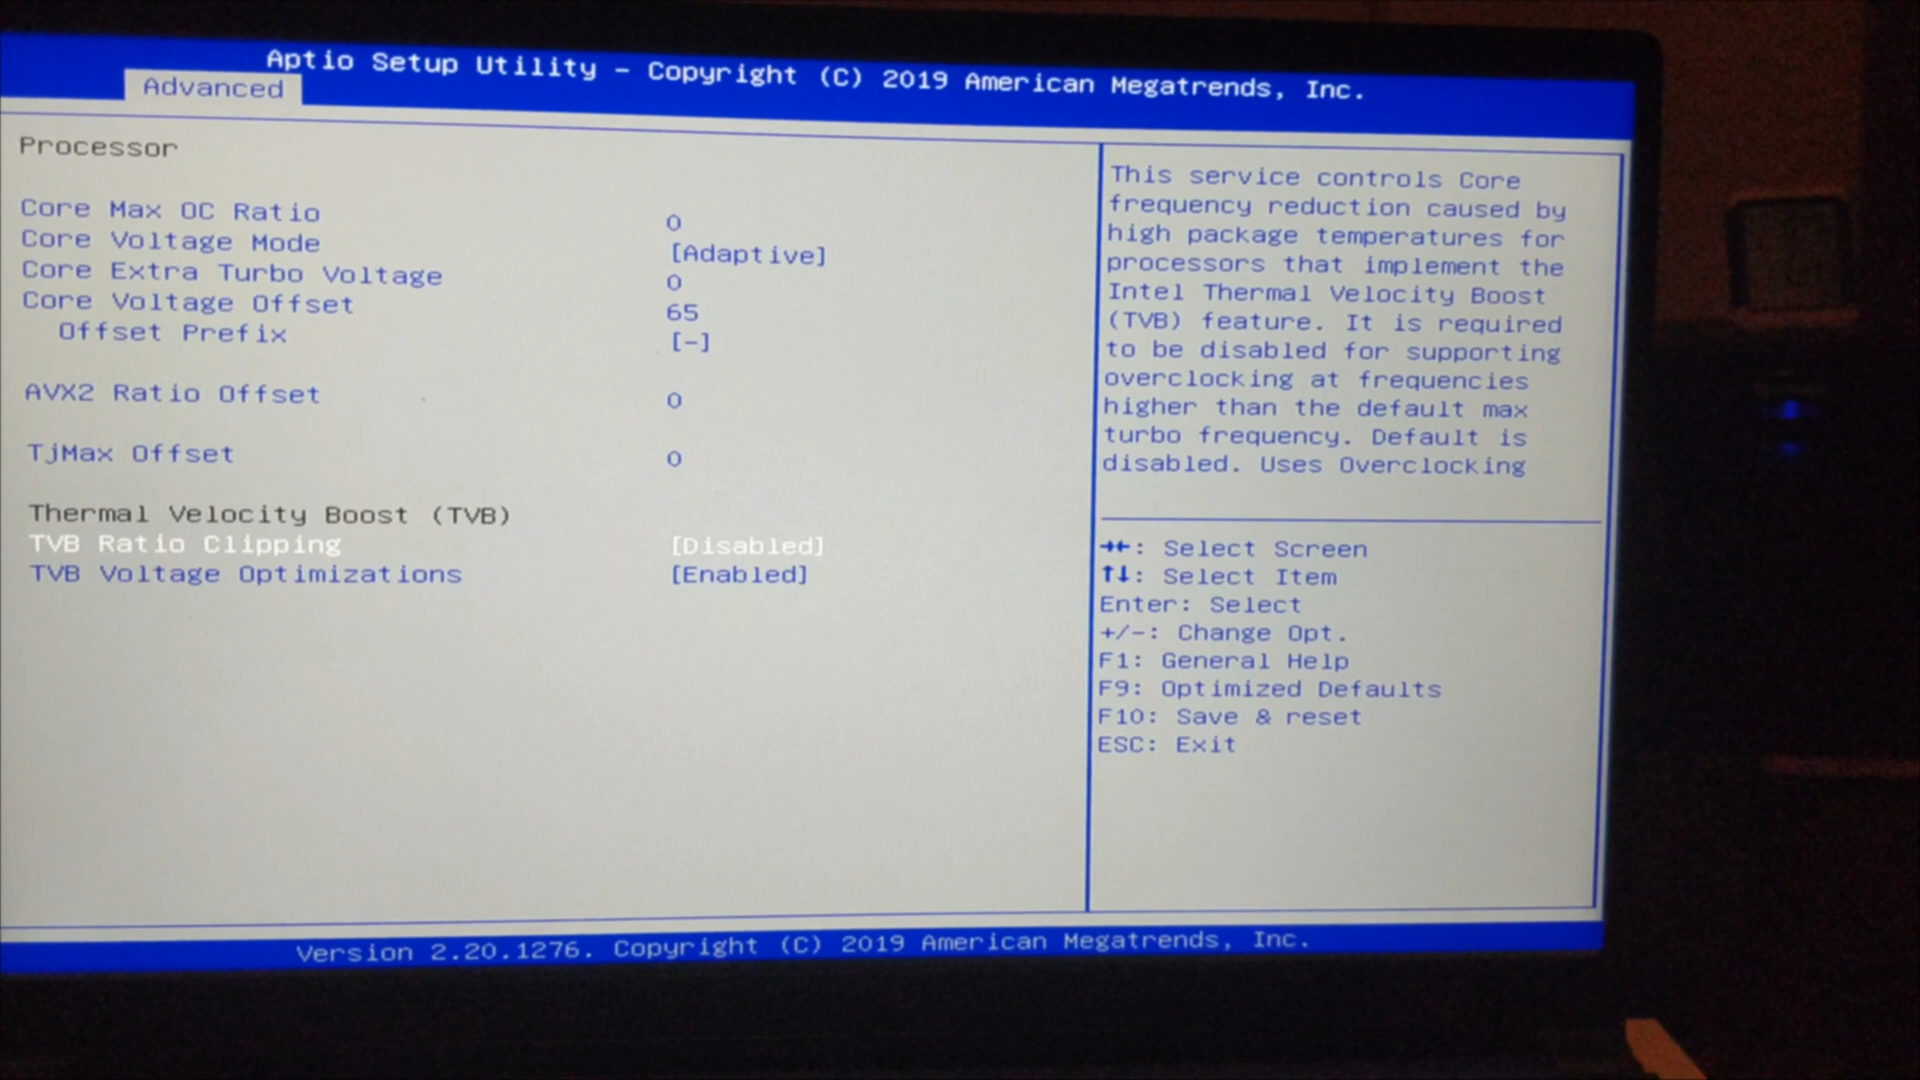 Aptio Setup Utility – Copyright (C) 2019 American Megatrends, Inc.
Advanced
Processor
Core Max OC Ratio 0
Core Voltage Mode [Adaptive]
Core Extra Turbo Voltage 0
Core Voltage Offset 65
Offset Prefix [-]
AVX2 Ratio Offset 0
TjMax Offset 0
Thermal Velocity Boost (TVB)
TVB Ratio Clipping [Disabled]
TVB Voltage Optimizations [Enabled]
This service controls Core
frequency reduction caused by
high package temperatures for
processors that implement the
Intel Thermal Velocity Boost
(TVB) feature. It is required
to be disabled for supporting
overclocking at frequencies
higher than the default max
turbo frequency. Default is
disabled. Uses Overclocking
→←: Select Screen
↑↓: Select Item
Enter: Select
+/-: Change Opt.
F1: General Help
F9: Optimized Defaults
F10: Save & reset
ESC: Exit
Version 2.20.1276. Copyright (C) 2019 American Megatrends, Inc.